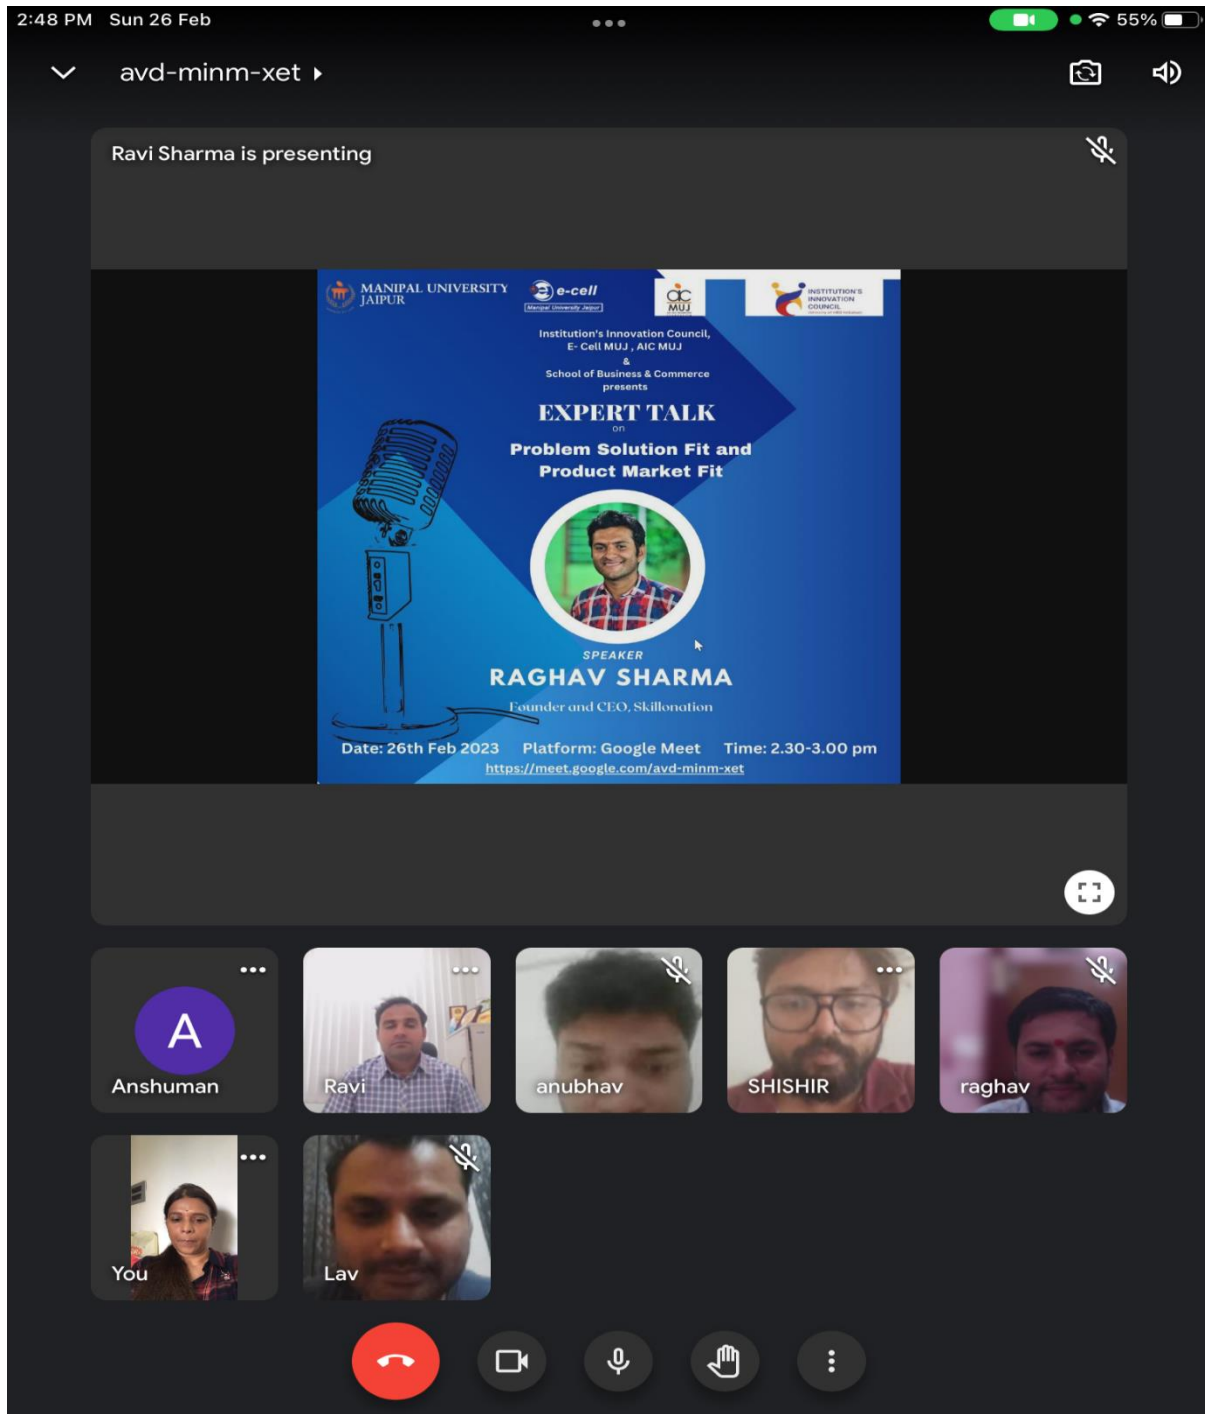 2:48 PM Sun 26 Feb
55%
avd-minm-xet
Ravi Sharma is presenting
MANIPAL UNIVERSITY
JAIPUR
e-cell
Manipal University Jaipur
aic
MUJ
INSTITUTION'S
INNOVATION
COUNCIL
Institution's Innovation Council,
E- Cell MUJ , AIC MUJ
&
School of Business & Commerce
presents
EXPERT TALK
on
Problem Solution Fit and
Product Market Fit
SPEAKER
RAGHAV SHARMA
Founder and CEO, Skillonation
Date: 26th Feb 2023 Platform: Google Meet Time: 2.30-3.00 pm
https://meet.google.com/avd-minm-xet
A
Anshuman
Ravi
anubhav
SHISHIR
raghav
You
Lav